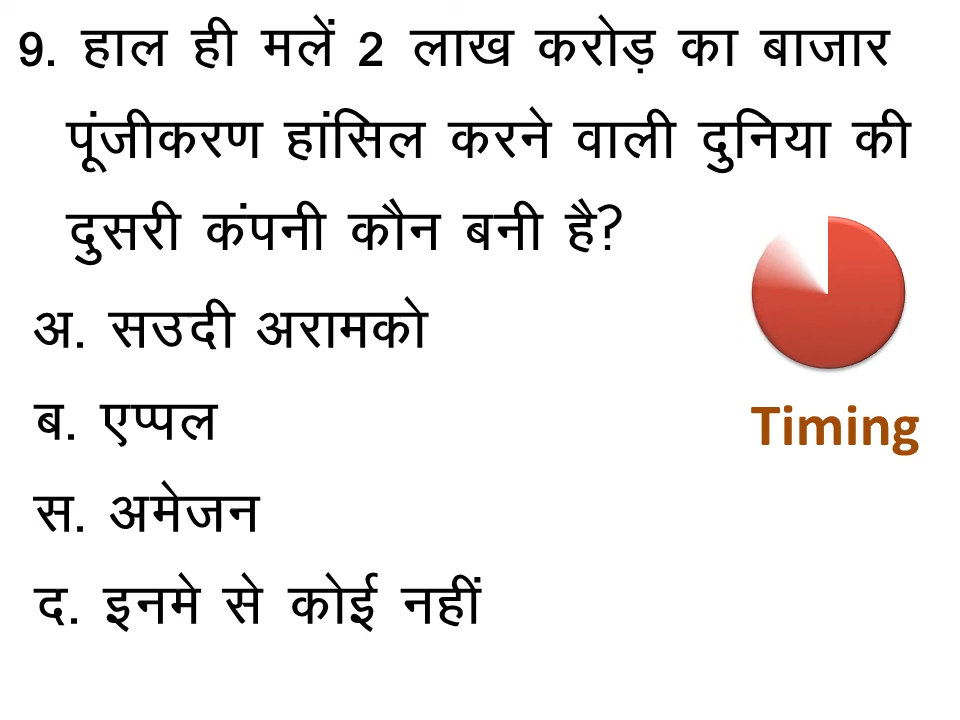 9. हाल ही मलें 2 लाख करोड़ का बाजार
पूंजीकरण हांसिल करने वाली दुनिया की
दुसरी कंपनी कौन बनी है?
अ. सउदी अरामको
ब. एप्पल
स. अमेजन
द. इनमे से कोई नहीं
Timing